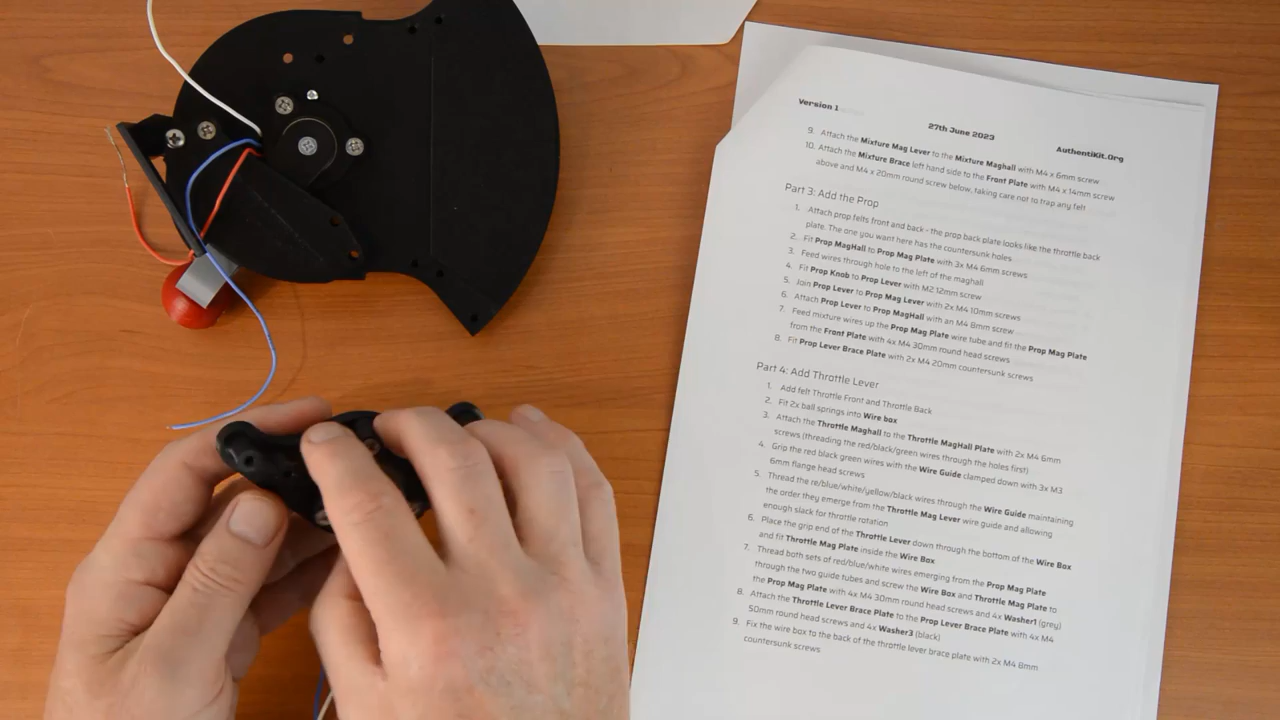 Version 1
27th June 2023
AuthentiKit.Org
9. Attach the Mixture Mag Lever to the Mixture Maghall with M4 x 6mm screw
10. Attach the Mixture Brace left hand side to the Front Plate with M4 x 14mm screw
above and M4 x 20mm round screw below, taking care not to trap any felt
Part 3: Add the Prop
1. Attach prop felts front and back - the prop back plate looks like the throttle back
plate. The one you want here has the countersunk holes
2. Fit Prop MagHall to Prop Mag Plate with 3x M4 6mm screws
3. Feed wires through hole to the left of the maghall
4. Fit Prop Knob to Prop Lever with M2 12mm screw
5. Join Prop Lever to Prop Mag Lever with 2x M4 10mm screws
6. Attach Prop Lever to Prop MagHall with an M4 8mm screw
7. Feed mixture wires up the Prop Mag Plate wire tube and fit the Prop Mag Plate
from the Front Plate with 4x M4 30mm round head screws
8. Fit Prop Lever Brace Plate with 2x M4 20mm countersunk screws
Part 4: Add Throttle Lever
1. Add felt Throttle Front and Throttle Back
2. Fit 2x ball springs into Wire box
3. Attach the Throttle Maghall to the Throttle MagHall Plate with 2x M4 6mm
screws (threading the red/black/green wires through the holes first)
4. Grip the red black green wires with the Wire Guide clamped down with 3x M3
6mm flange head screws
5. Thread the re/blue/white/yellow/black wires through the Wire Guide maintaining
the order they emerge from the Throttle Mag Lever wire guide and allowing
enough slack for throttle rotation
6. Place the grip end of the Throttle Lever down through the bottom of the Wire Box
and fit Throttle Mag Plate inside the Wire Box
7. Thread both sets of red/blue/white wires emerging from the Prop Mag Plate
through the two guide tubes and screw the Wire Box and Throttle Mag Plate to
the Prop Mag Plate with 4x M4 30mm round head screws and 4x Washer1 (grey)
8. Attach the Throttle Lever Brace Plate to the Prop Lever Brace Plate with 4x M4
50mm round head screws and 4x Washer3 (black)
9. Fix the wire box to the back of the throttle lever brace plate with 2x M4 8mm
countersunk screws